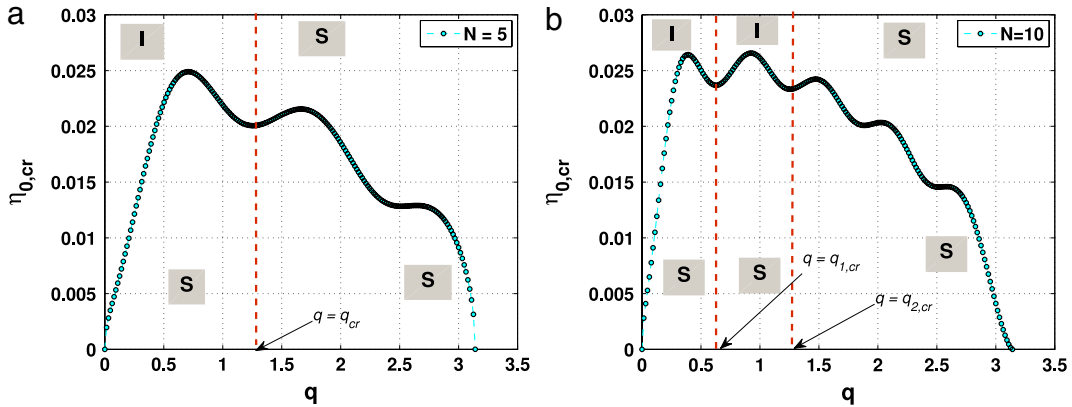 a
I
S
N = 5
0.03
0.025
0.02
0.015
0.01
0.005
0
η0,cr
S
S
q = qcr
0 0.5 1 1.5 2 2.5 3 3.5
q
b
I
I
S
N=10
0.03
0.025
0.02
0.015
0.01
0.005
0
η0,cr
S
S
S
q = q1,cr
q = q2,cr
0 0.5 1 1.5 2 2.5 3 3.5
q